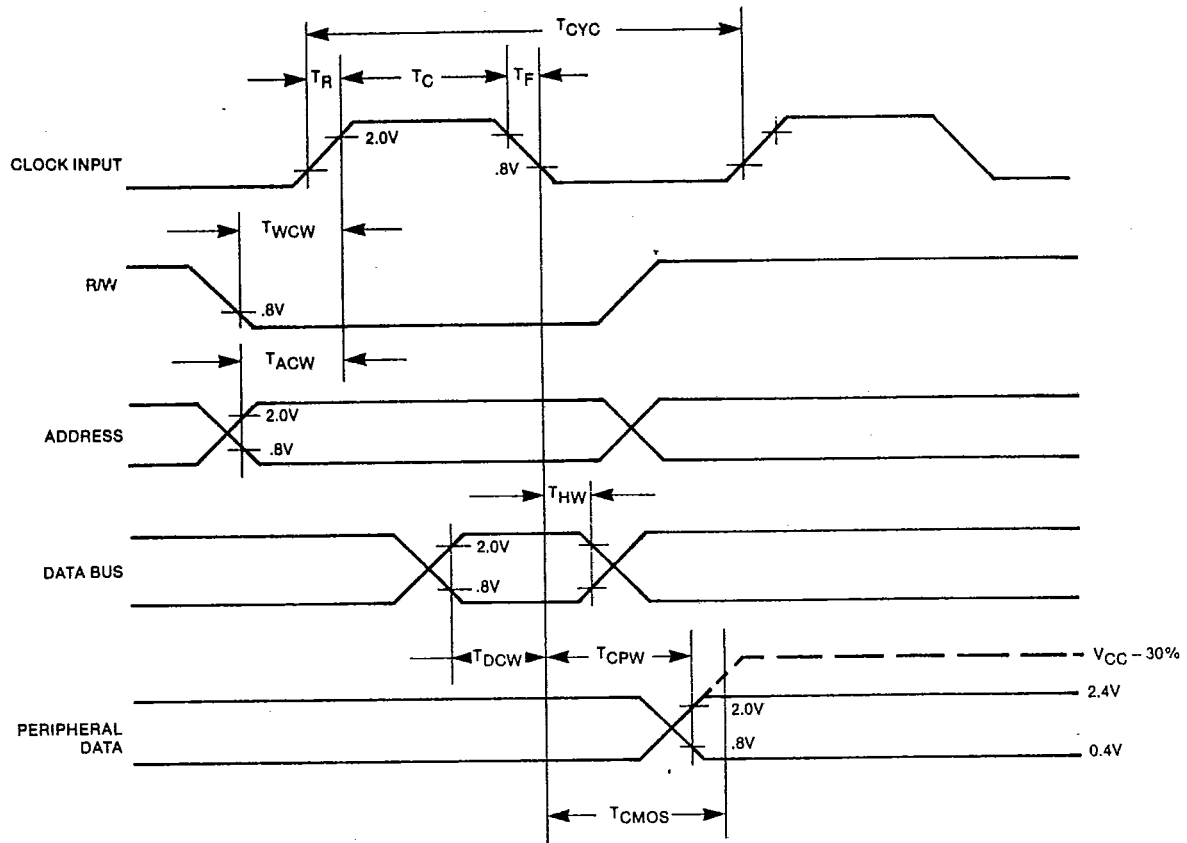 TCYC
TR TC TF
CLOCK INPUT
2.0V
.8V
TWCW
R/W
.8V
TACW
ADDRESS
2.0V
.8V
THW
DATA BUS
2.0V
.8V
TDCW TCPW
VCC – 30%
2.4V
PERIPHERAL
DATA
2.0V
.8V
0.4V
TCMOS